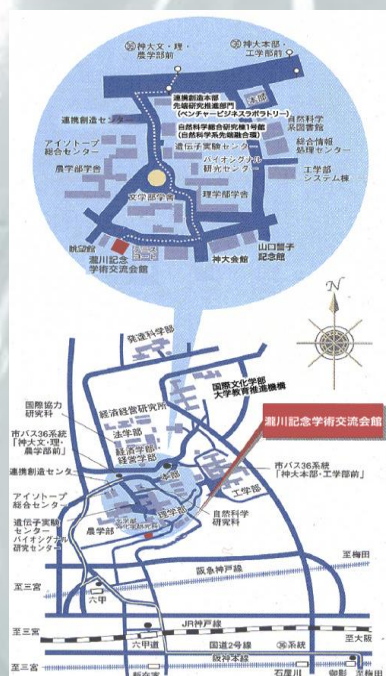 ㊱神大文・理・
農学部前
㊱神大本部・
工学部前
連携創造本部
先端研究推進部門
(ベンチャービジネスラボラトリー)
自然科学総合研究棟1号館
(自然科学系先端融合環)
連携創造センター
遺伝子実験センター
自然科学
系図書館
アイソトープ
総合センター
バイオシグナル
研究センター
総合情報
処理センター
農学部学舎
工学部
システム棟
文学部学舎
理学部学舎
眺望館
瀧川記念
学術交流会館
神大会館
山口誓子
記念館
N
発達科学部
国際文化学部
大学教育推進機構
国際協力
研究科
経済経営研究所
法学部
瀧川記念学術交流会館
市バス36系統
「神大文・理・
農学部前」
経済学部・
経営学部
本部
市バス36系統
「神大本部・工学部前」
連携創造センター
工学部
アイソトープ
総合センター
理学部
自然科学
研究科
遺伝子実験
センター
農学部
バイオシグナル
研究センター
阪急神戸線
至梅田
至三宮
六甲
JR神戸線
至三宮
六甲道
国道2号線
㊱系統
至大阪
阪神本線
至三宮
新在家
石屋川
御影
至梅田